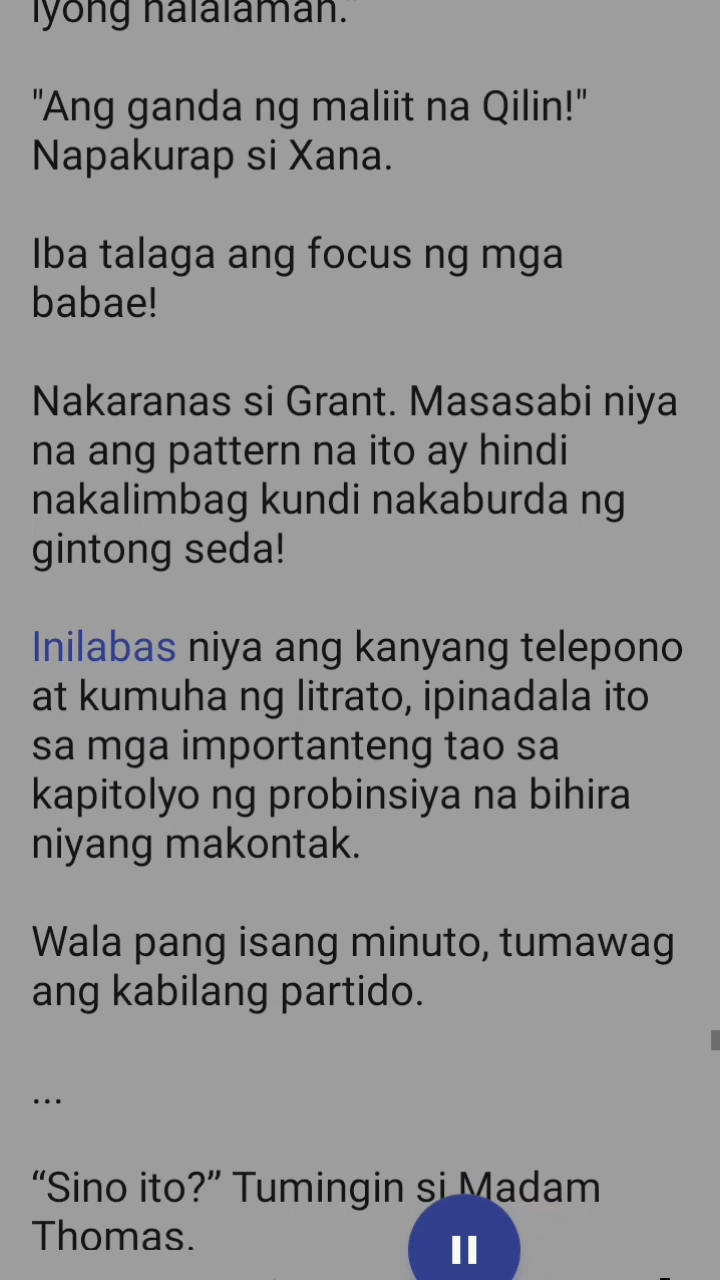 iyong nalalaman."
"Ang ganda ng maliit na Qilin!"
Napakurap si Xana.
Iba talaga ang focus ng mga
babae!
Nakaranas si Grant. Masasabi niya
na ang pattern na ito ay hindi
nakalimbag kundi nakaburda ng
gintong seda!
Inilabas niya ang kanyang telepono
at kumuha ng litrato, ipinadala ito
sa mga importanteng tao sa
kapitolyo ng probinsiya na bihira
niyang makontak.
Wala pang isang minuto, tumawag
ang kabilang partido.
...
“Sino ito?” Tumingin si Madam
Thomas.